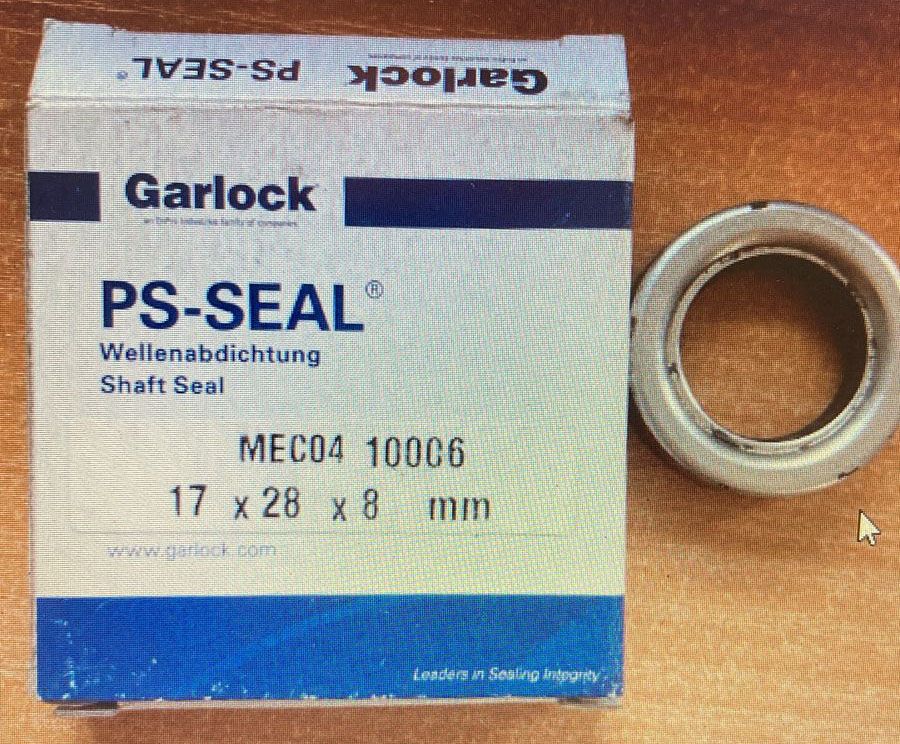 Garlock PS-SEAL®
Garlock
PS-SEAL®
Wellenabdichtung
Shaft Seal
MEC04 10006
17 x 28 x 8 mm
www.garlock.com
Leaders in Sealing Integrity